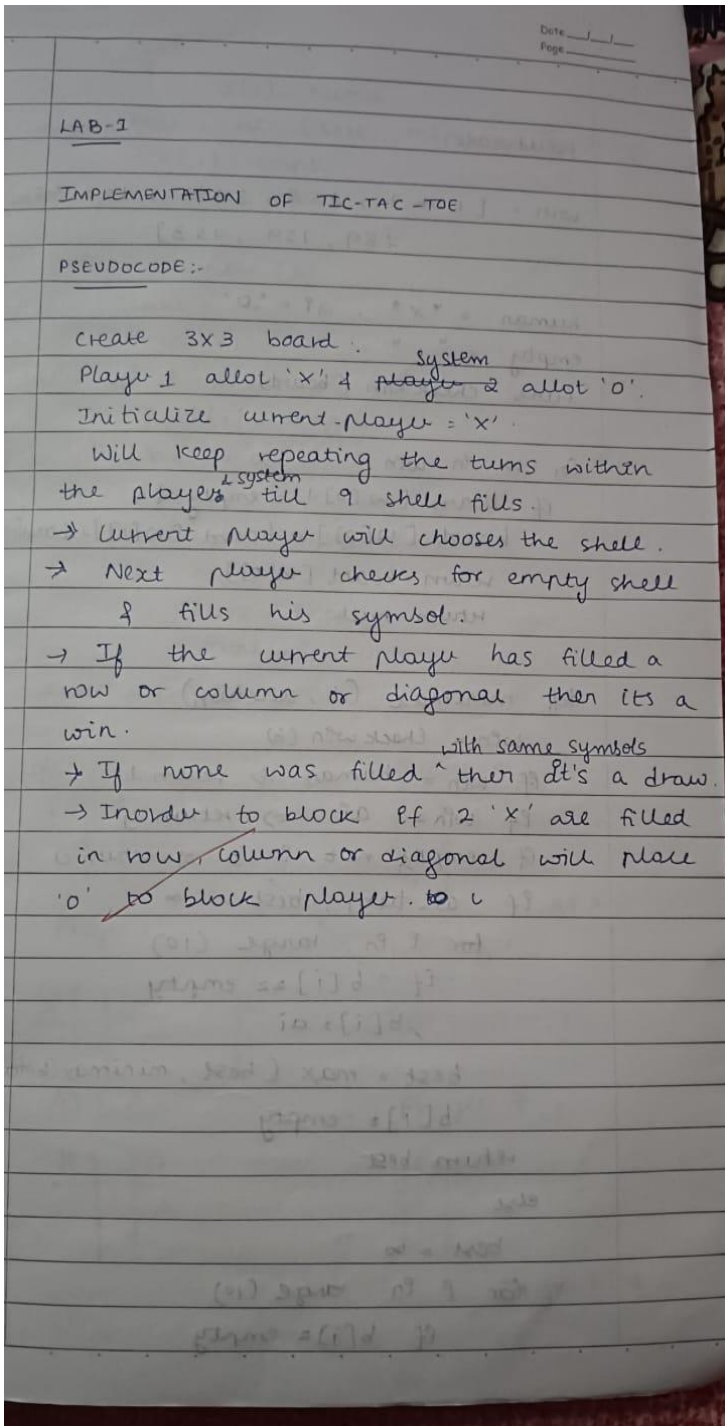 Date __/__/__
Page ______
LAB-1
IMPLEMENTATION OF TIC-TAC-TOE
PSEUDOCODE:-
Create 3x3 board.
system
Player 1 allot 'X' & player 2 allot 'O'.
Initialize current-player = 'X'.
Will keep repeating the turns within
& system
the players till 9 shell fills.
→ Current player will chooses the shell.
→ Next player checks for empty shell
& fills his symbol.
→ If the current player has filled a
row or column or diagonal then its a
win.
with same symbols
→ If none was filled ^ then It's a draw.
→ Inorder to block if 2 'X' are filled
in row, column or diagonal will place
'O' to block player. to